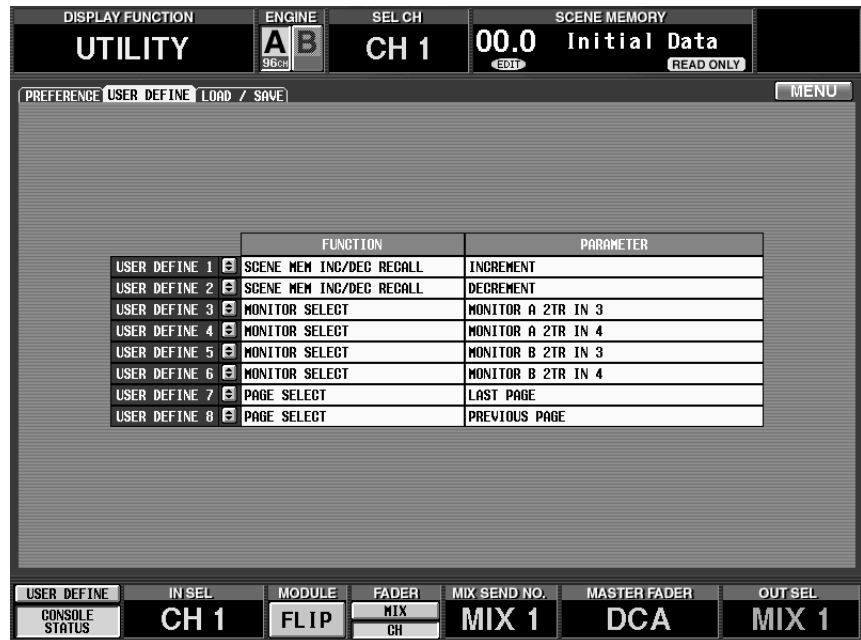 DISPLAY FUNCTION ENGINE SEL CH SCENE MEMORY
UTILITY A B 96CH CH 1 00.0 EDIT Initial Data READ ONLY
PREFERENCE USER DEFINE LOAD / SAVE MENU
FUNCTION PARAMETER
USER DEFINE 1 SCENE MEM INC/DEC RECALL INCREMENT
USER DEFINE 2 SCENE MEM INC/DEC RECALL DECREMENT
USER DEFINE 3 MONITOR SELECT MONITOR A 2TR IN 3
USER DEFINE 4 MONITOR SELECT MONITOR A 2TR IN 4
USER DEFINE 5 MONITOR SELECT MONITOR B 2TR IN 3
USER DEFINE 6 MONITOR SELECT MONITOR B 2TR IN 4
USER DEFINE 7 PAGE SELECT LAST PAGE
USER DEFINE 8 PAGE SELECT PREVIOUS PAGE
USER DEFINE IN SEL MODULE FADER MIX SEND NO. MASTER FADER OUT SEL
CONSOLE STATUS CH 1 FLIP MIX CH MIX 1 DCA MIX 1